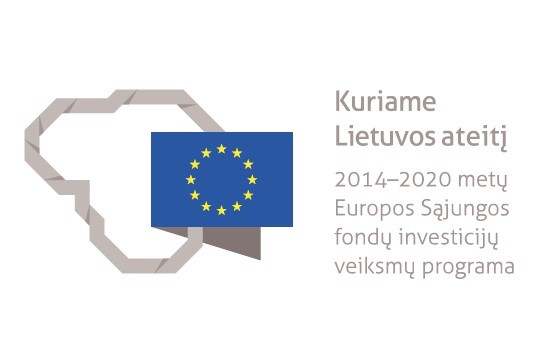 Kuriame
Lietuvos ateitį
2014–2020 metų
Europos Sąjungos
fondų investicijų
veiksmų programa